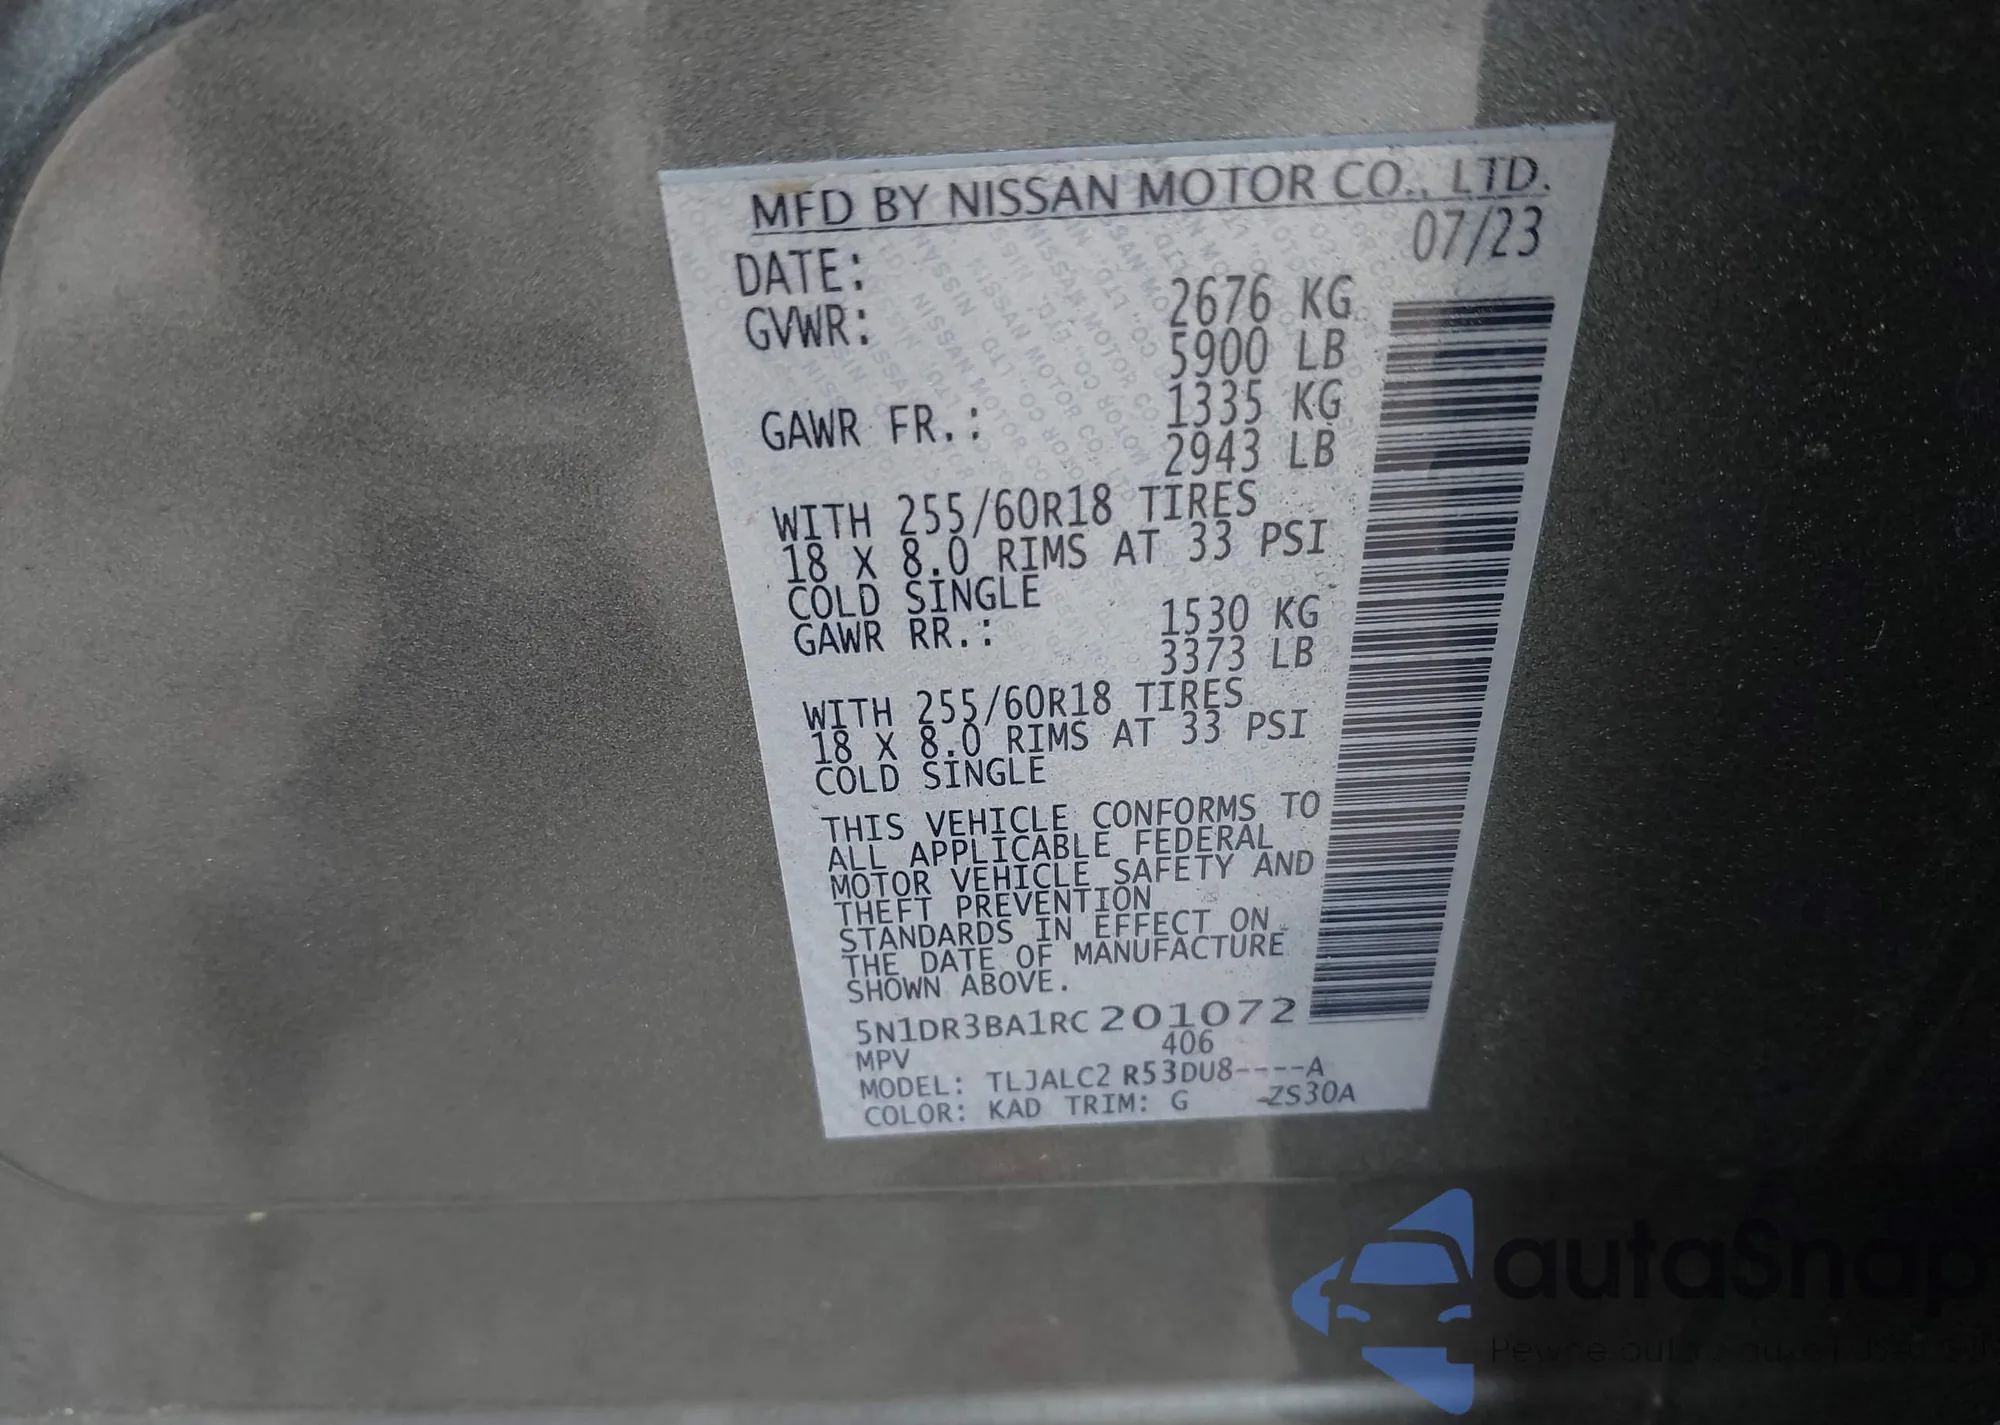 MFD BY NISSAN MOTOR CO., LTD.
DATE: 07/23
GVWR: 2676 KG
5900 LB
GAWR FR.: 1335 KG
2943 LB
WITH 255/60R18 TIRES
18 X 8.0 RIMS AT 33 PSI
COLD SINGLE
GAWR RR.: 1530 KG
3373 LB
WITH 255/60R18 TIRES
18 X 8.0 RIMS AT 33 PSI
COLD SINGLE
THIS VEHICLE CONFORMS TO
ALL APPLICABLE FEDERAL
MOTOR VEHICLE SAFETY AND
THEFT PREVENTION
STANDARDS IN EFFECT ON
THE DATE OF MANUFACTURE
SHOWN ABOVE.
5N1DR3BA1RC201072
MPV 406
MODEL: TLJALC2 R53DU8----A
COLOR: KAD TRIM: G -ZS30A
autaSnap
Pewne auta